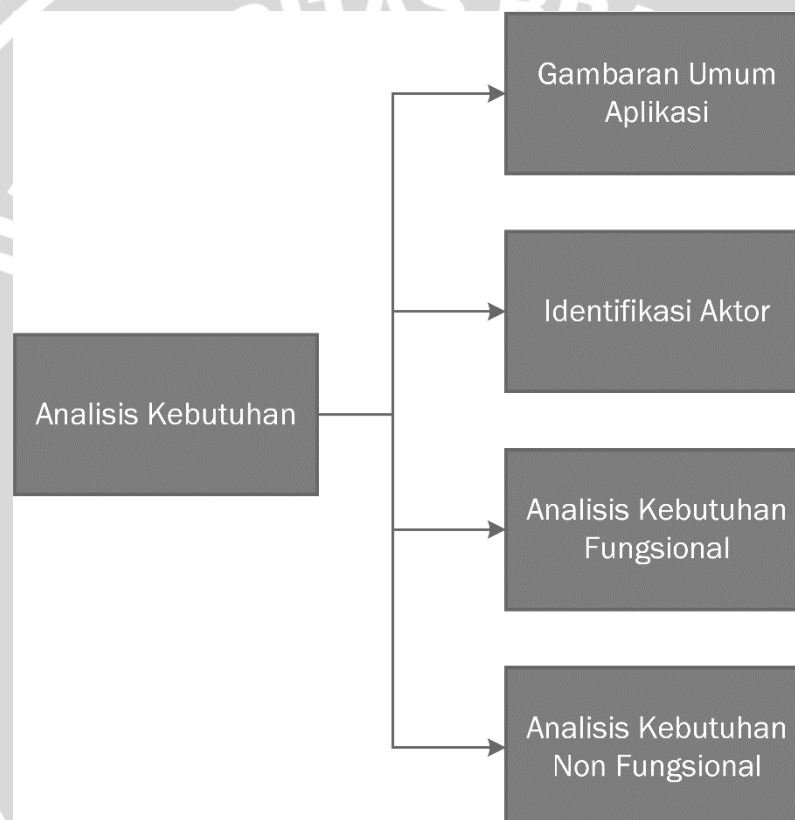 Gambaran Umum
Aplikasi
Identifikasi Aktor
Analisis Kebutuhan
Analisis Kebutuhan
Fungsional
Analisis Kebutuhan
Non Fungsional